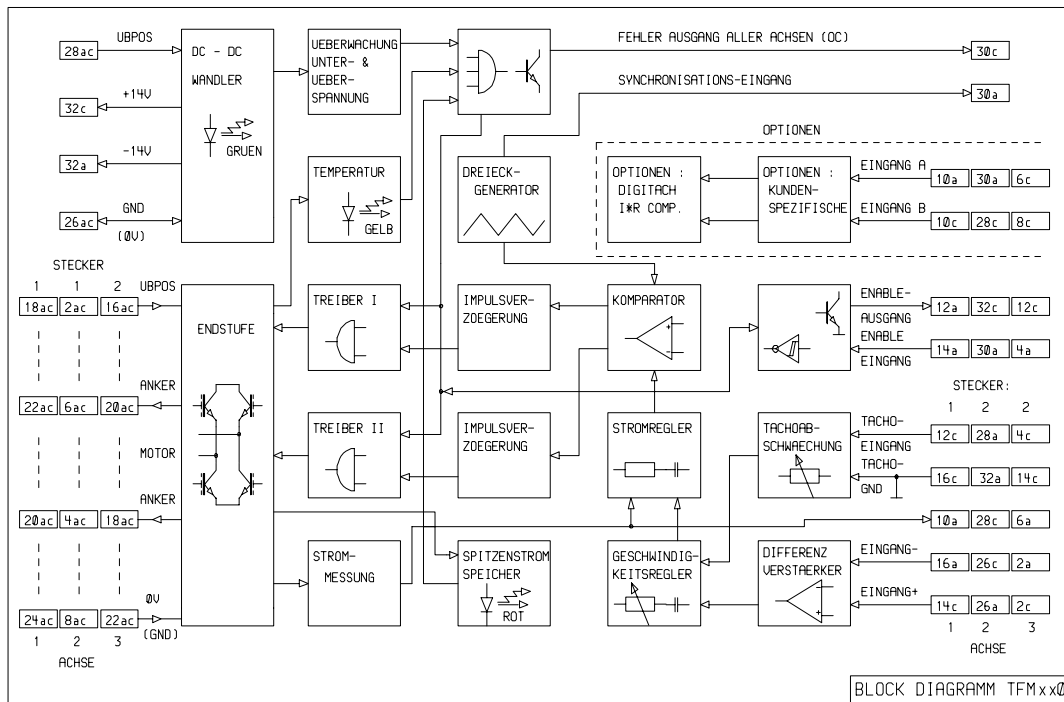 UBPOS
28ac
+14V
32c
-14V
32a
GND
26ac
(0V)
DC - DC
WANDLER
GRUEN
UEBERWACHUNG
UNTER- &
UEBER-
SPANNUNG
FEHLER AUSGANG ALLER ACHSEN (OC)
30c
SYNCHRONISATIONS-EINGANG
30a
TEMPERATUR
GELB
DREIECK-
GENERATOR
OPTIONEN
OPTIONEN :
DIGITACH
I*R COMP.
OPTIONEN :
KUNDEN-
SPEZIFISCHE
EINGANG A
10a 30a 6c
EINGANG B
10c 28c 8c
STECKER
1 1 2
UBPOS
18ac 2ac 16ac
ANKER
22ac 6ac 20ac
MOTOR
ANKER
20ac 4ac 18ac
0V
24ac 8ac 22ac
(GND)
1 2 3
ACHSE
ENDSTUFE
TREIBER I
IMPULSVER-
ZOEGERUNG
KOMPARATOR
+
-
ENABLE-
AUSGANG
12a 32c 12c
ENABLE
EINGANG
14a 30a 4a
STECKER:
1 2 2
TREIBER II
IMPULSVER-
ZOEGERUNG
STROMREGLER
TACHOAB-
SCHWAECHUNG
TACHO-
EINGANG
12c 28a 4c
TACHO-
GND
16c 32a 14c
10a 28c 6a
STROM-
MESSUNG
SPITZENSTROM
SPEICHER
ROT
GESCHWINDIG-
KEITSREGLER
DIFFERENZ
VERSTAERKER
-
+
EINGANG-
16a 26c 2a
EINGANG+
14c 26a 2c
1 2 3
ACHSE
BLOCK DIAGRAMM TFMxx0